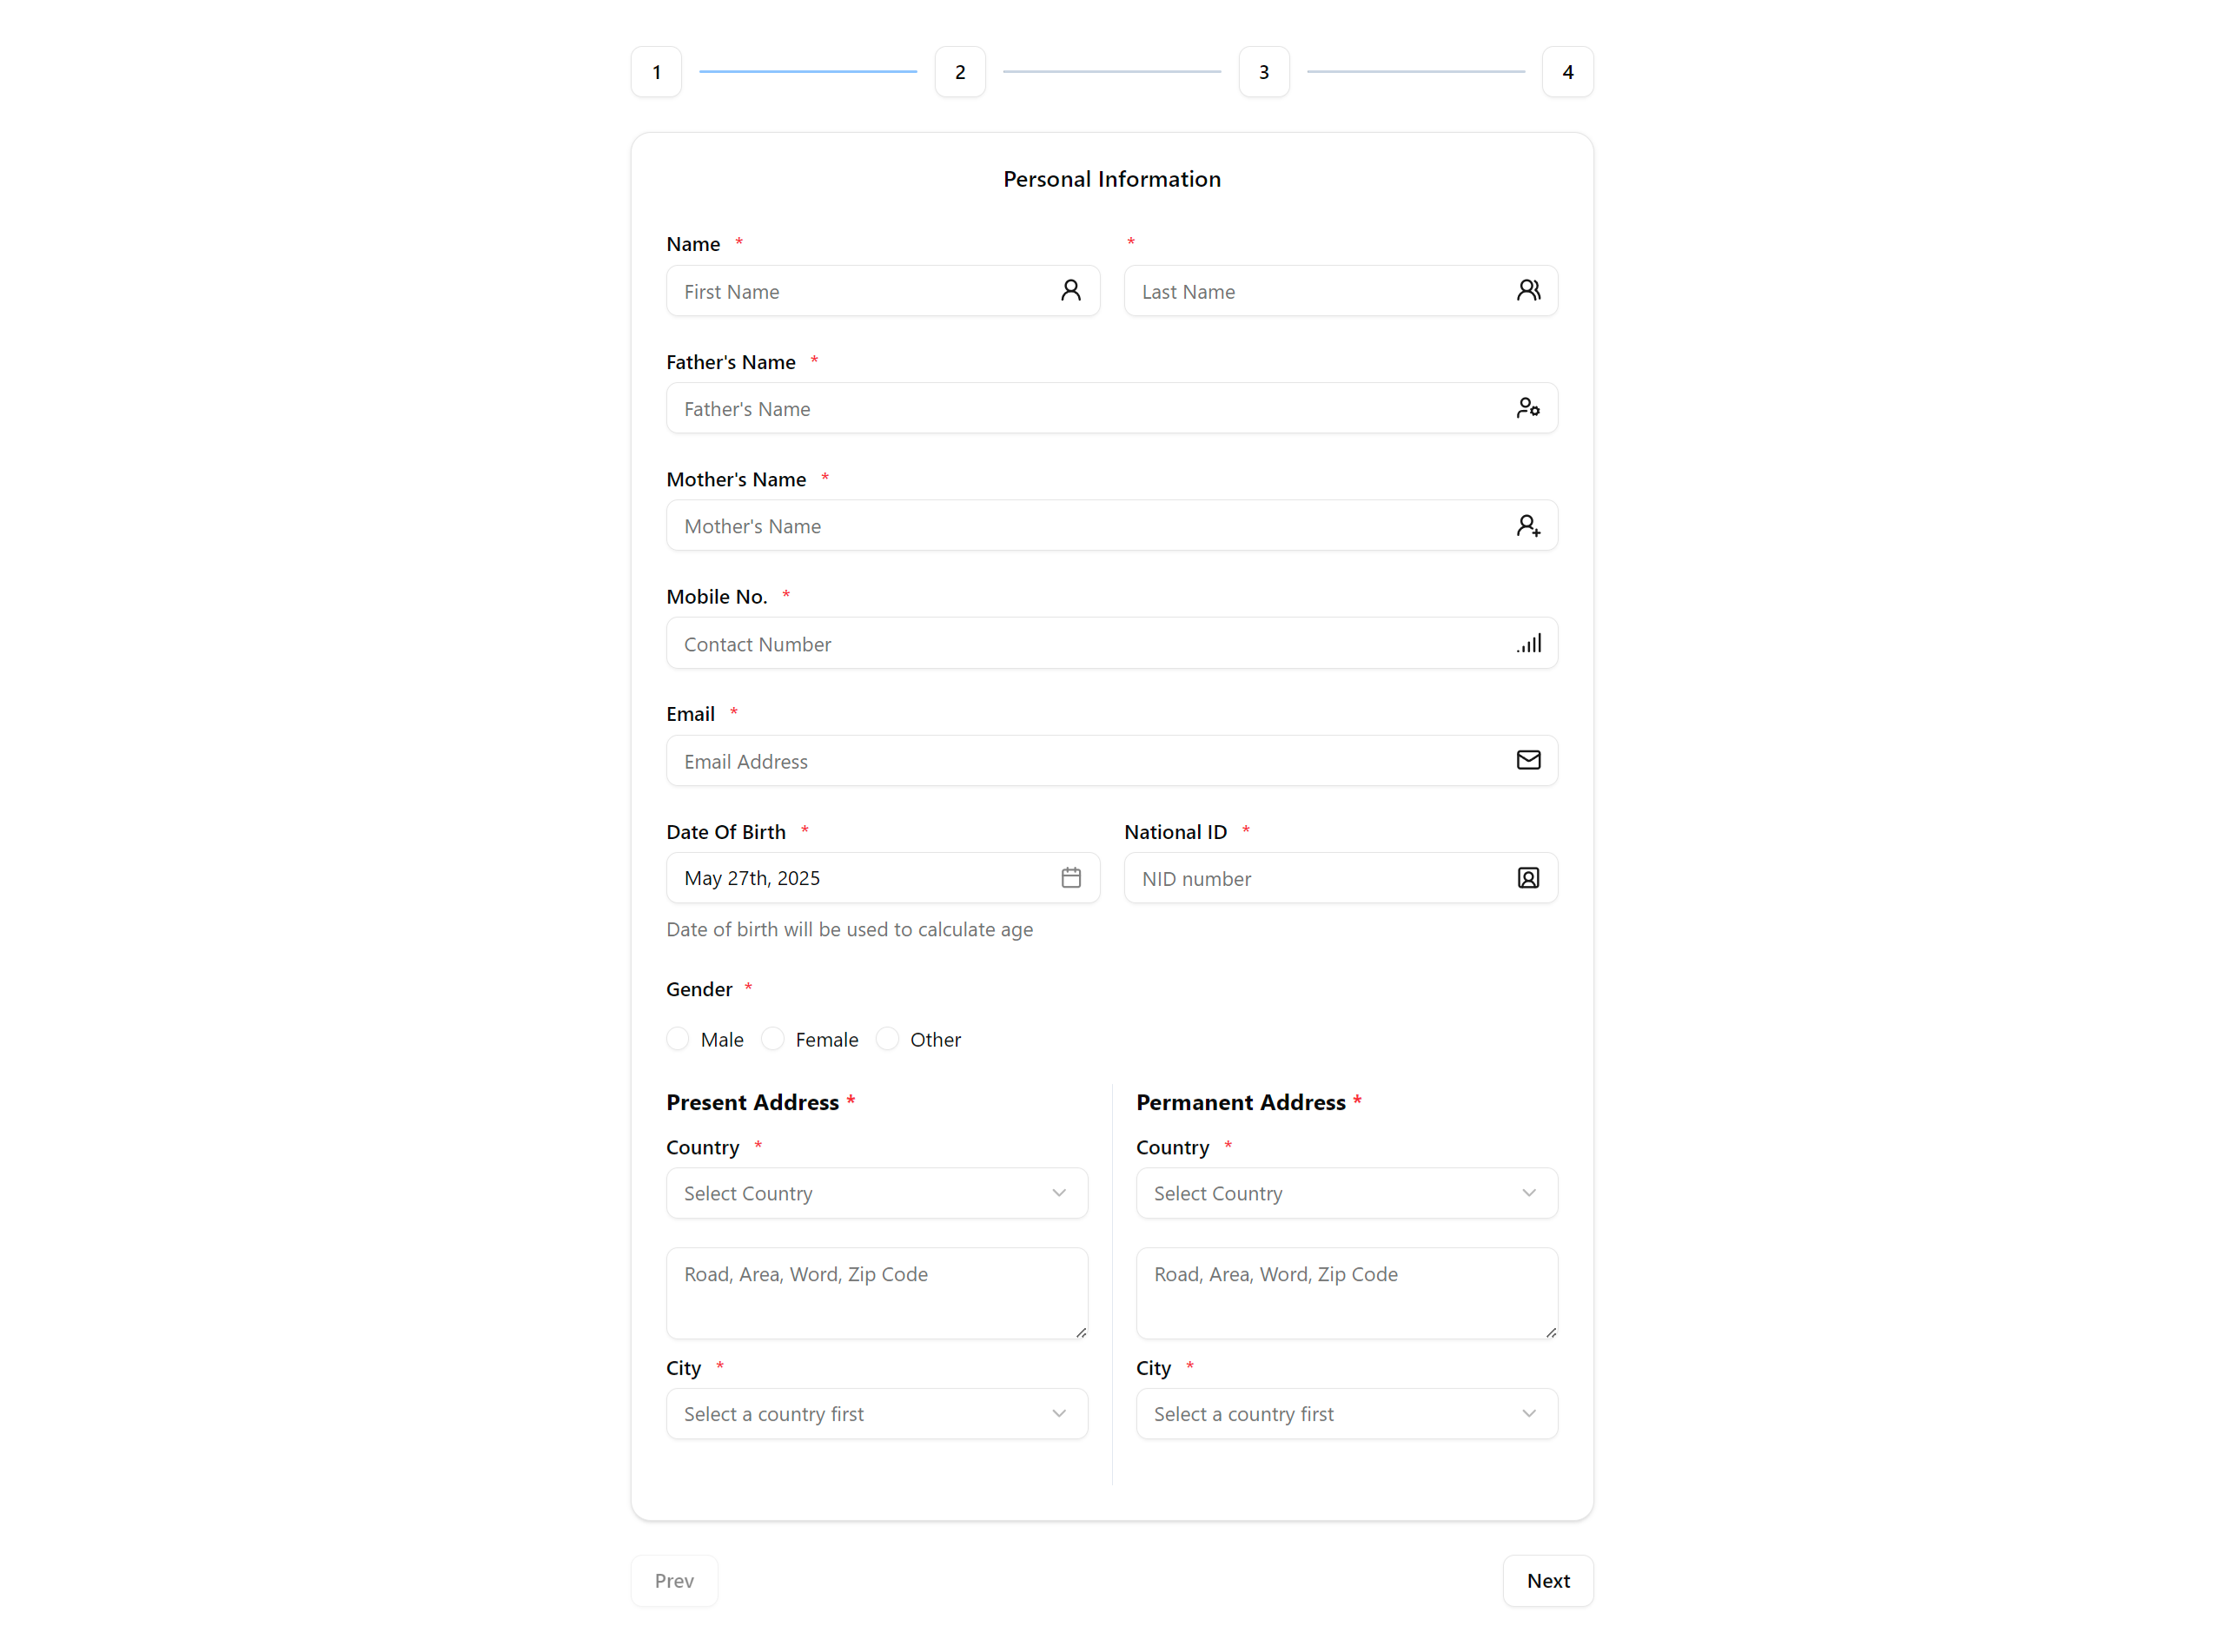 1 2 3 4
Personal Information
Name * *
First Name Last Name
Father's Name *
Father's Name
Mother's Name *
Mother's Name
Mobile No. *
Contact Number
Email *
Email Address
Date Of Birth * National ID *
May 27th, 2025 NID number
Date of birth will be used to calculate age
Gender *
Male Female Other
Present Address * Permanent Address *
Country * Country *
Select Country Select Country
Road, Area, Word, Zip Code Road, Area, Word, Zip Code
City * City *
Select a country first Select a country first
Prev Next